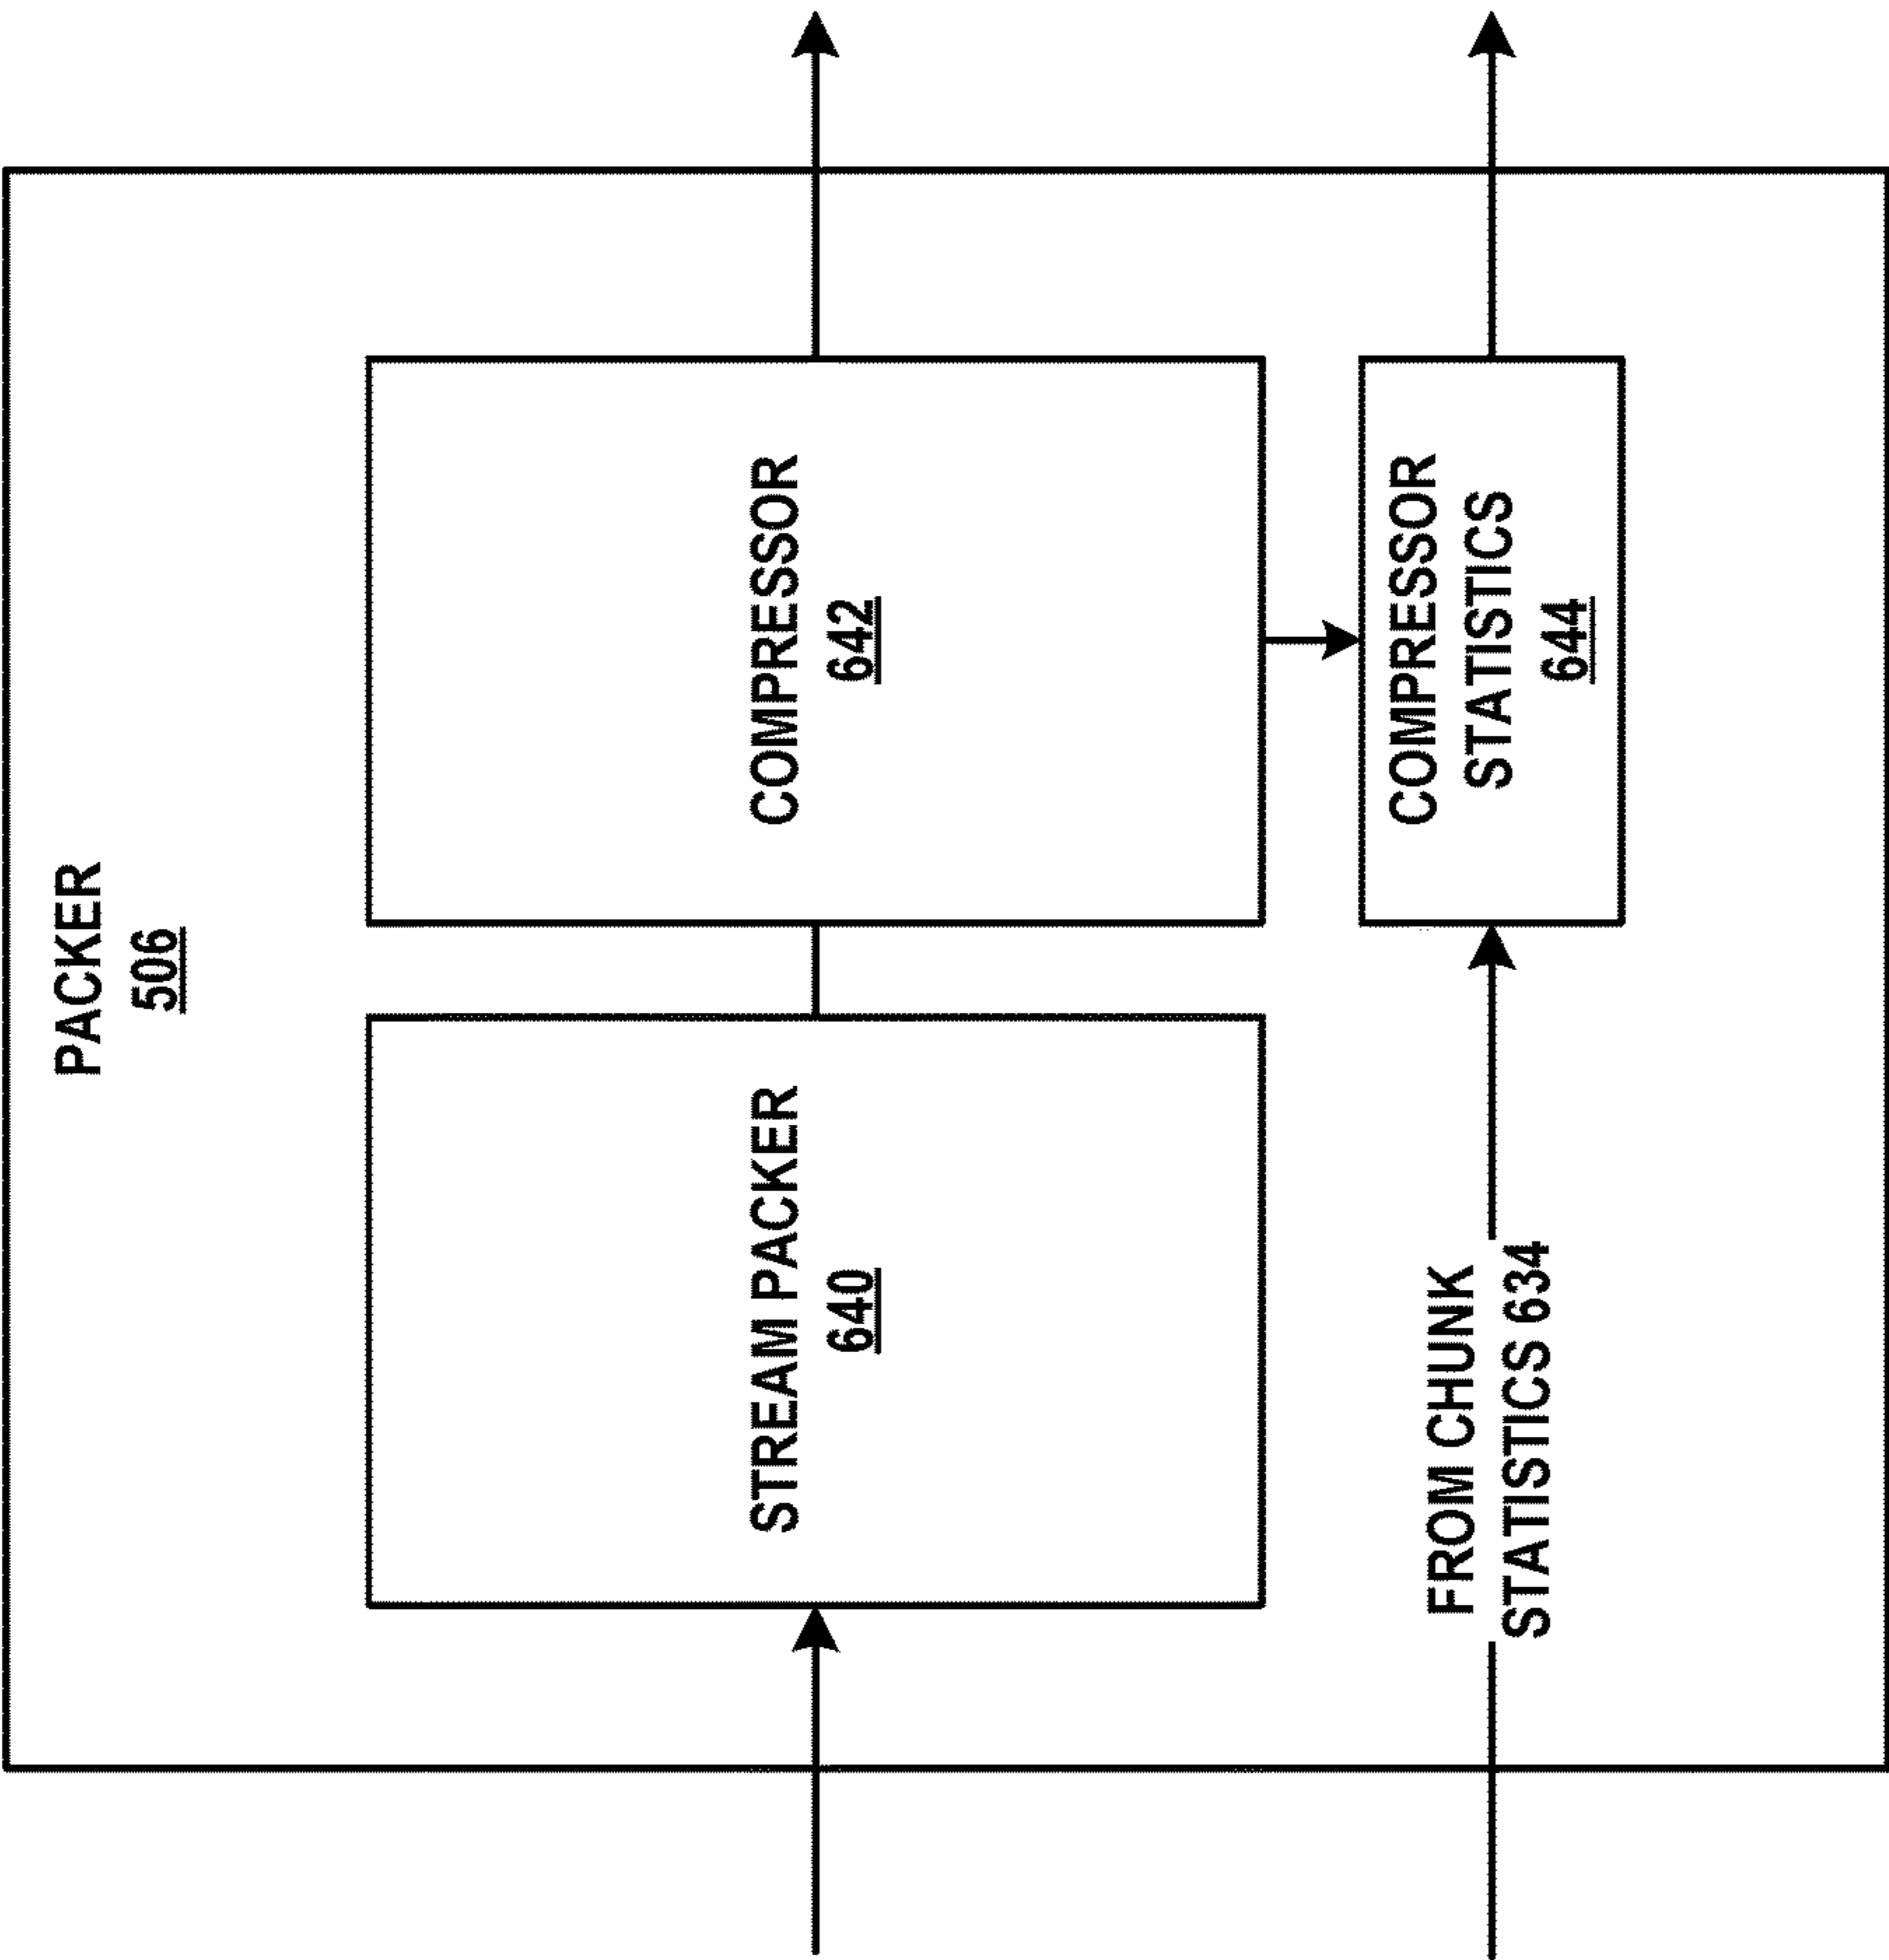 PACKER
506
STREAM PACKER
640
COMPRESSOR
642
FROM CHUNK
STATISTICS 634
COMPRESSOR
STATISTICS
644